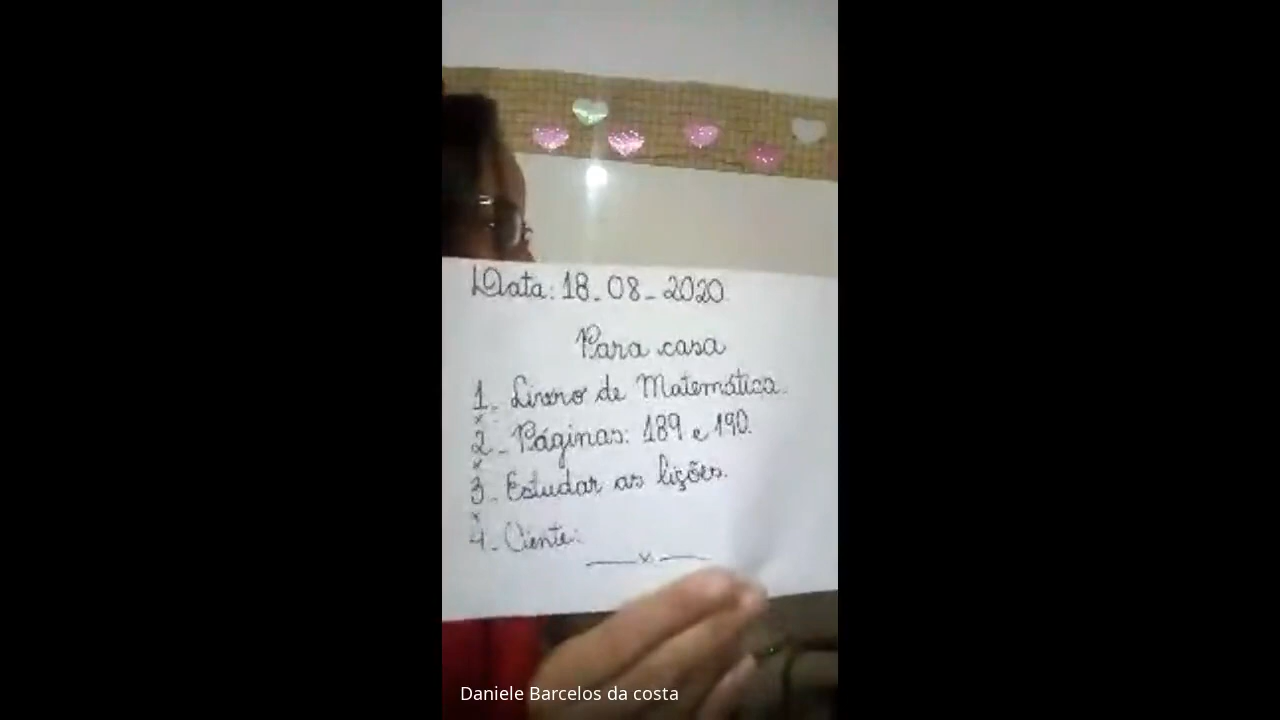 Data: 18-08-2020.
Para casa
1- Livro de Matemática.
x
2- Páginas: 189 e 190.
x
3- Estudar as lições.
x
4- Ciente:
——x——
Daniele Barcelos da costa